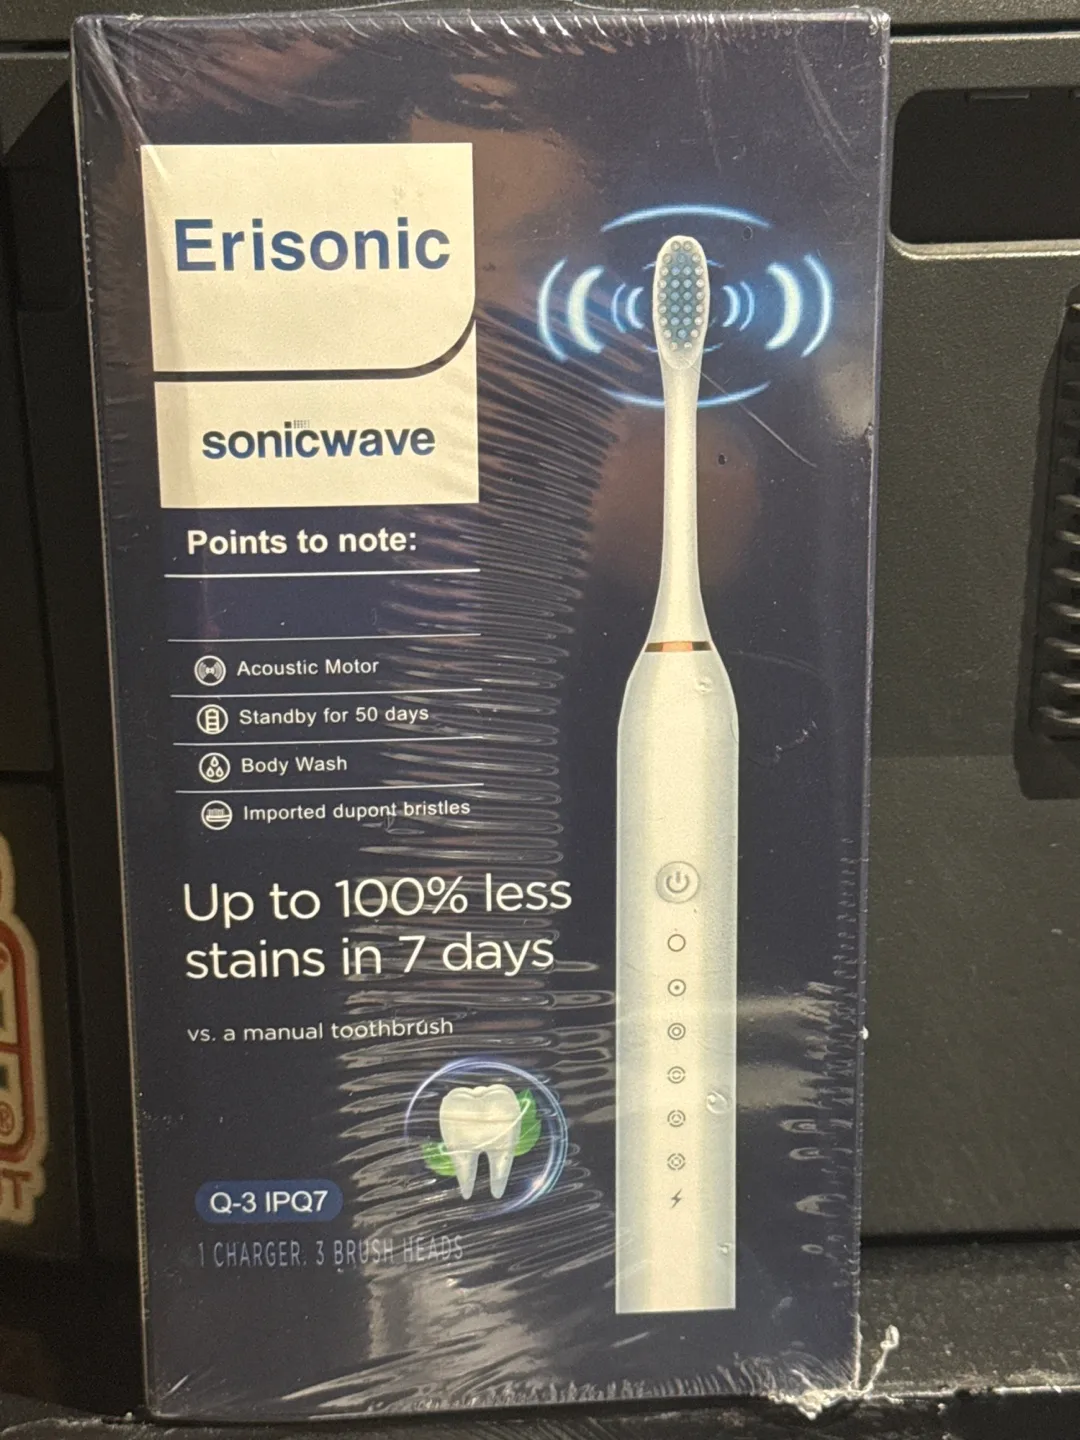 Erisonic
sonicwave
Points to note:
Acoustic Motor
Standby for 50 days
Body Wash
Imported dupont bristles
Up to 100% less
stains in 7 days
vs. a manual toothbrush
Q-3 IPQ7
1 CHARGER. 3 BRUSH HEADS